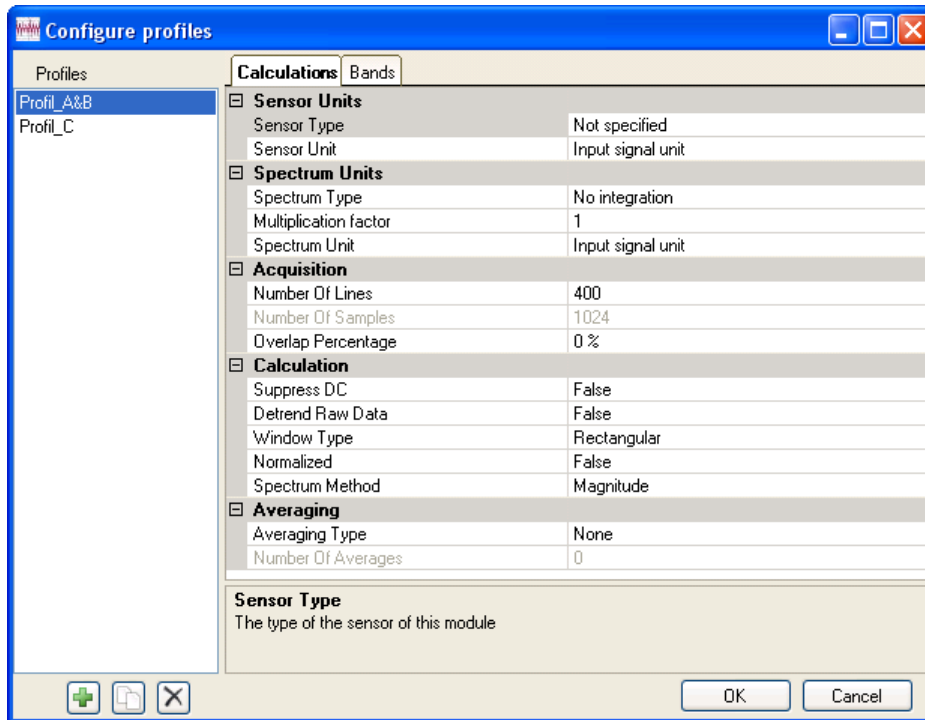 Configure profiles
Profiles
Calculations Bands
Profil_A&B
Profil_C
Sensor Units
Sensor Type Not specified
Sensor Unit Input signal unit
Spectrum Units
Spectrum Type No integration
Multiplication factor 1
Spectrum Unit Input signal unit
Acquisition
Number Of Lines 400
Number Of Samples 1024
Overlap Percentage 0 %
Calculation
Suppress DC False
Detrend Raw Data False
Window Type Rectangular
Normalized False
Spectrum Method Magnitude
Averaging
Averaging Type None
Number Of Averages 0
Sensor Type
The type of the sensor of this module
OK Cancel